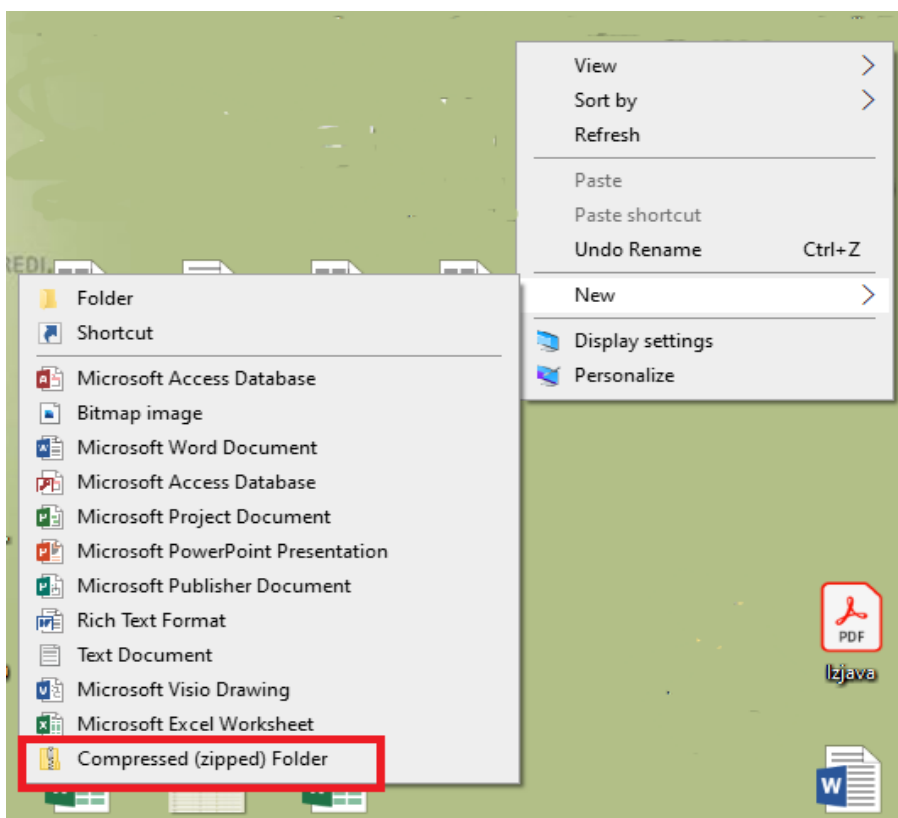 View
Sort by
Refresh
Paste
Paste shortcut
Undo Rename Ctrl+Z
New
Display settings
Personalize
REDI.
Folder
Shortcut
Microsoft Access Database
Bitmap image
Microsoft Word Document
Microsoft Access Database
Microsoft Project Document
Microsoft PowerPoint Presentation
Microsoft Publisher Document
Rich Text Format
Text Document
Microsoft Visio Drawing
Microsoft Excel Worksheet
Compressed (zipped) Folder
PDF
Izjava
W